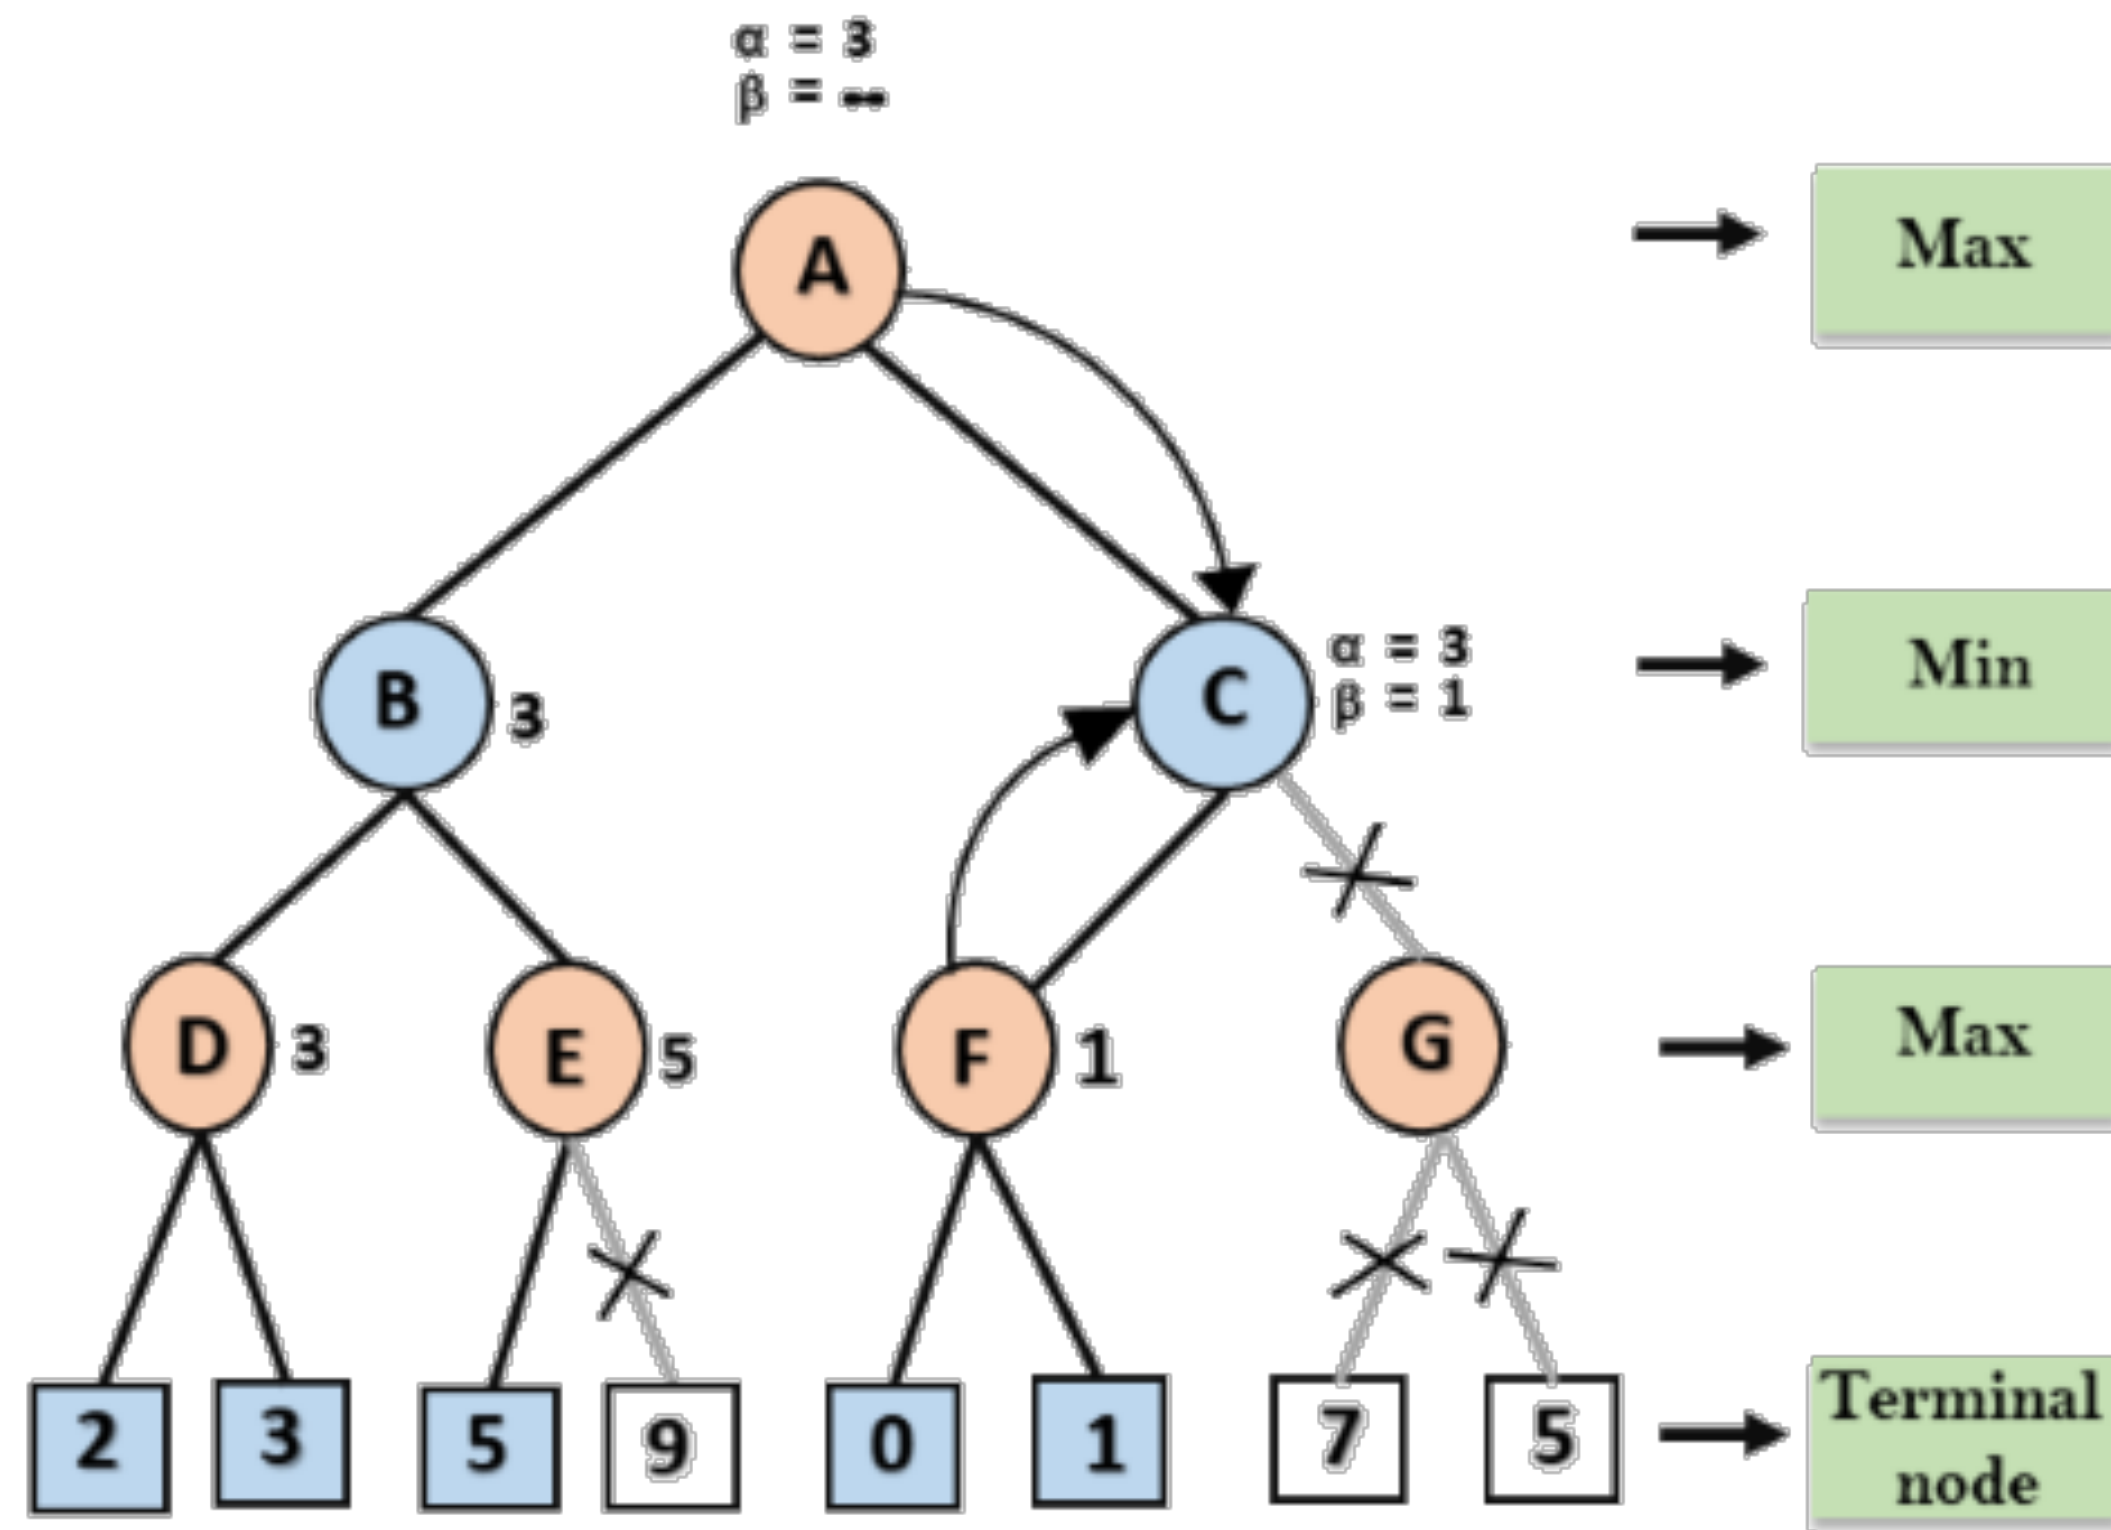 α = 3
β = --
A
Max
B
3
C
α = 3
β = 1
Min
D
3
E
5
F
1
G
Max
2
3
5
9
0
1
7
5
Terminal
node